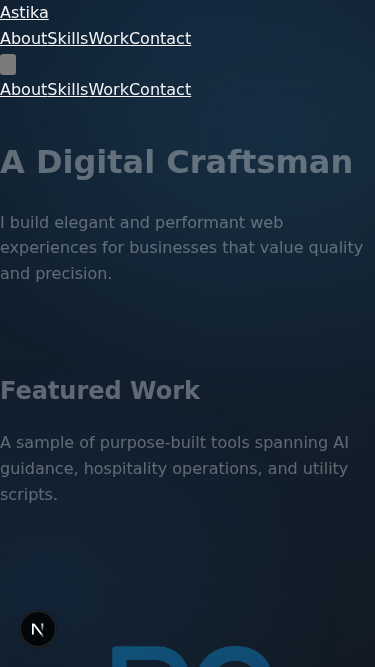 Astika
AboutSkillsWorkContact
AboutSkillsWorkContact
A Digital Craftsman
I build elegant and performant web
experiences for businesses that value quality
and precision.
Featured Work
A sample of purpose-built tools spanning AI
guidance, hospitality operations, and utility
scripts.
N